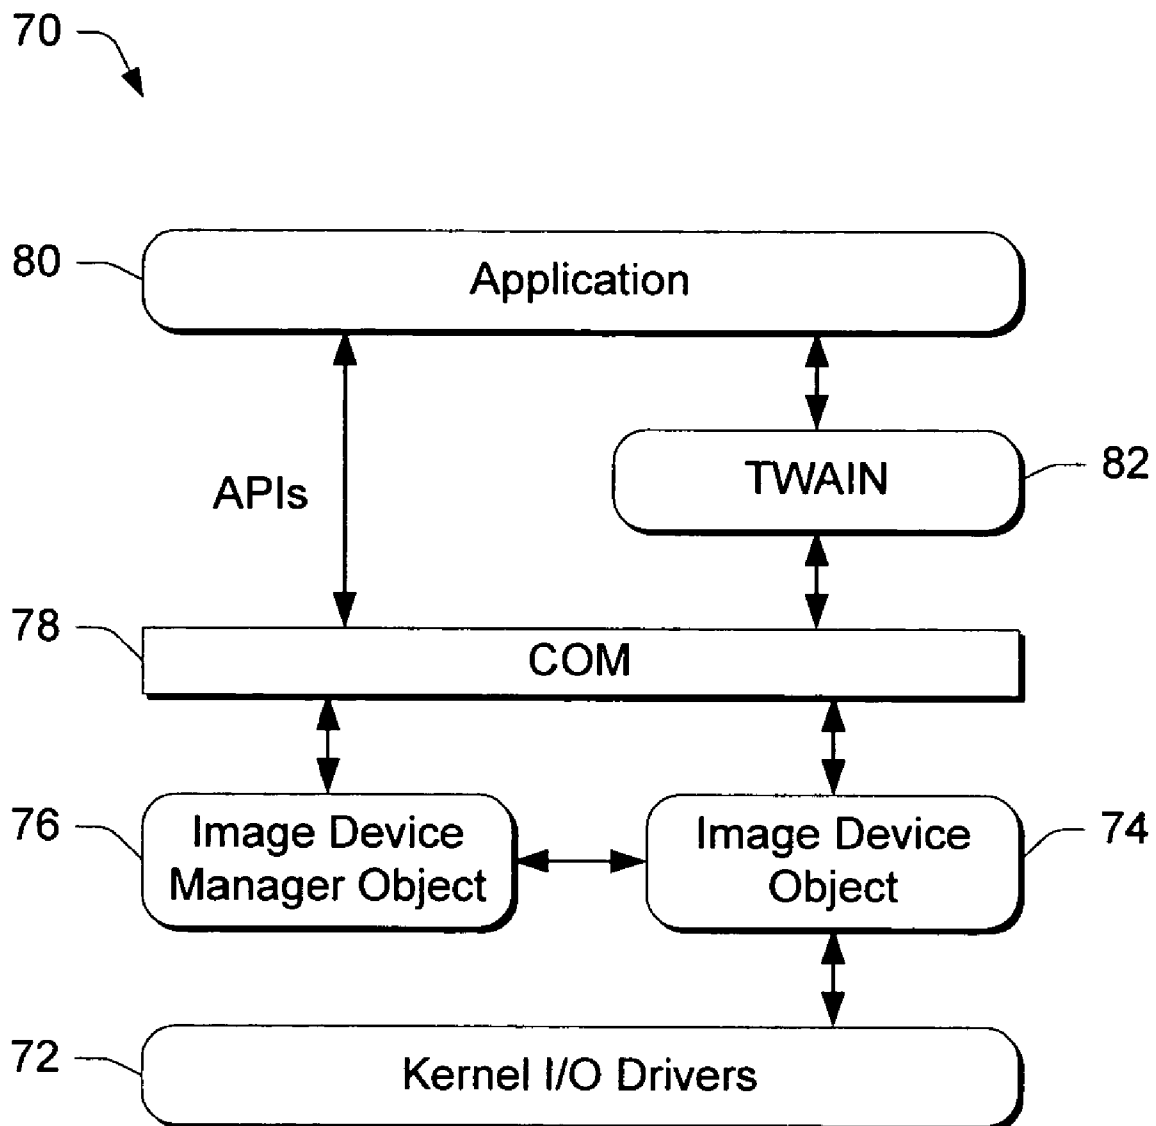 70
80
Application
APIs
TWAIN
82
78
COM
76
Image Device
Manager Object
Image Device
Object
74
72
Kernel I/O Drivers